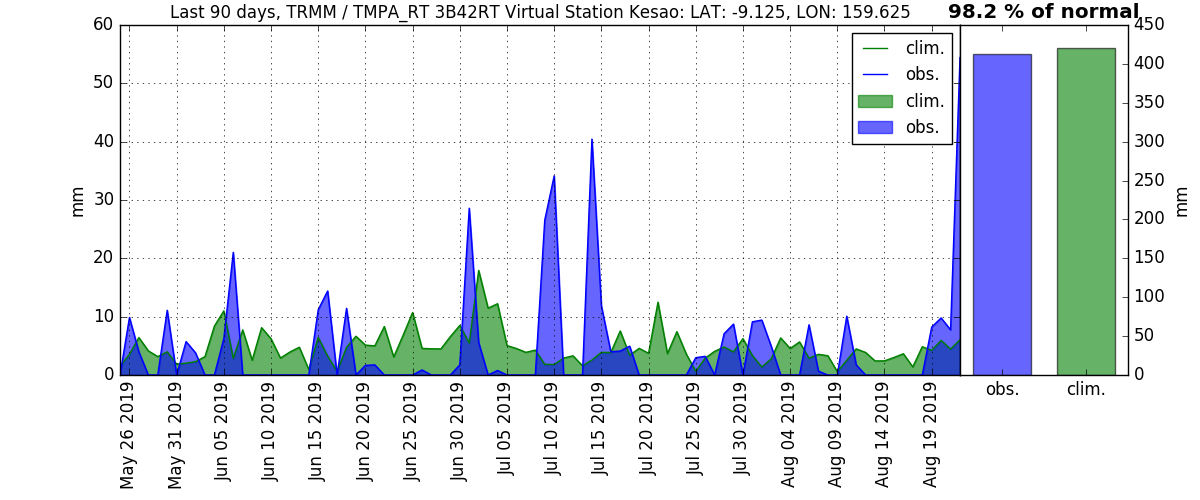 Last 90 days, TRMM / TMPA_RT 3B42RT Virtual Station Kesao: LAT: -9.125, LON: 159.625
98.2 % of normal
60
50
40
30
20
10
0
mm
clim.
obs.
clim.
obs.
450
400
350
300
250
200
150
100
50
0
mm
obs.
clim.
May 26 2019
May 31 2019
Jun 05 2019
Jun 10 2019
Jun 15 2019
Jun 20 2019
Jun 25 2019
Jun 30 2019
Jul 05 2019
Jul 10 2019
Jul 15 2019
Jul 20 2019
Jul 25 2019
Jul 30 2019
Aug 04 2019
Aug 09 2019
Aug 14 2019
Aug 19 2019